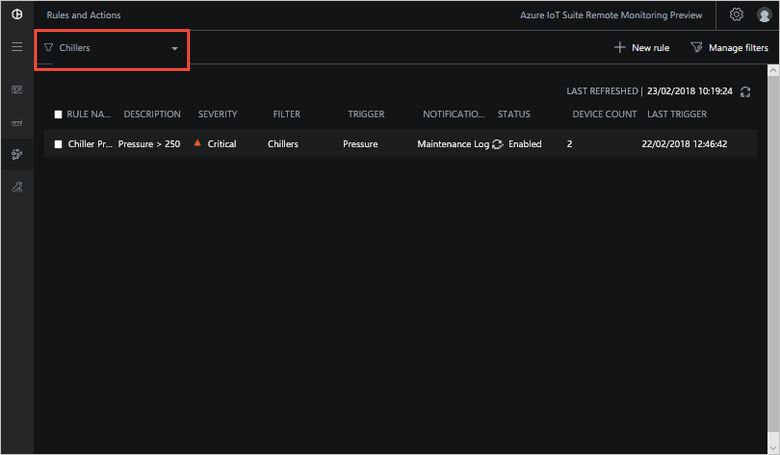 Rules and Actions
Azure IoT Suite Remote Monitoring Preview
Chillers
New rule
Manage filters
LAST REFRESHED | 23/02/2018 10:19:24
RULE NA... DESCRIPTION SEVERITY FILTER TRIGGER NOTIFICATIO... STATUS DEVICE COUNT LAST TRIGGER
Chiller Pr... Pressure > 250 Critical Chillers Pressure Maintenance Log Enabled 2 22/02/2018 12:46:42